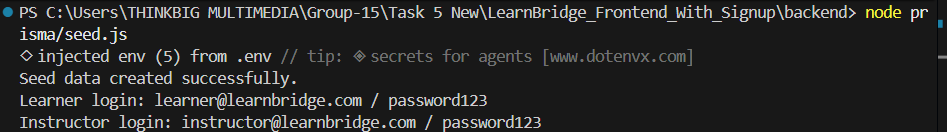 PS C:\Users\THINKBIG MULTIMEDIA\Group-15\Task 5 New\LearnBridge_Frontend_With_Signup\backend> node pr
isma/seed.js
◇ injected env (5) from .env // tip: ◈ secrets for agents [www.dotenvx.com]
Seed data created successfully.
Learner login: learner@learnbridge.com / password123
Instructor login: instructor@learnbridge.com / password123